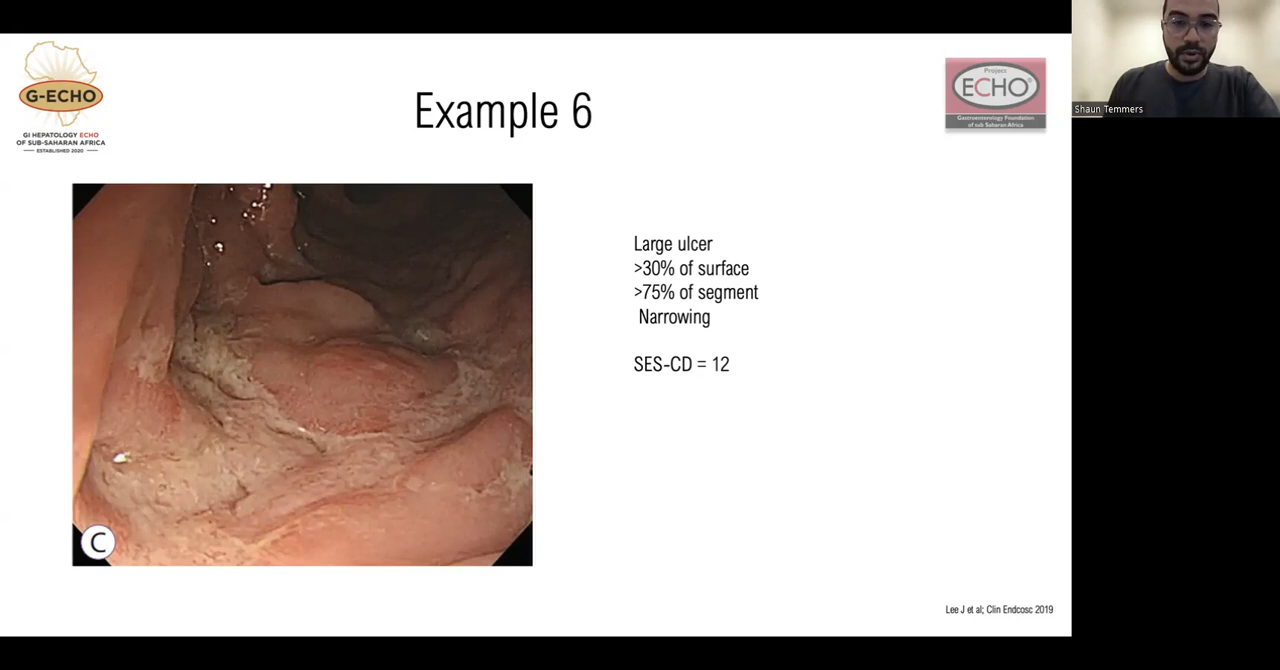 G-ECHO
GI HEPATOLOGY ECHO
OF SUB-SAHARAN AFRICA
ESTABLISHED 2020
Example 6
Project
ECHO®
Gastroenterology Foundation
of sub Saharan Africa
Shaun Temmers
Large ulcer
>30% of surface
>75% of segment
Narrowing
SES-CD = 12
C
Lee J et al; Clin Endcosc 2019